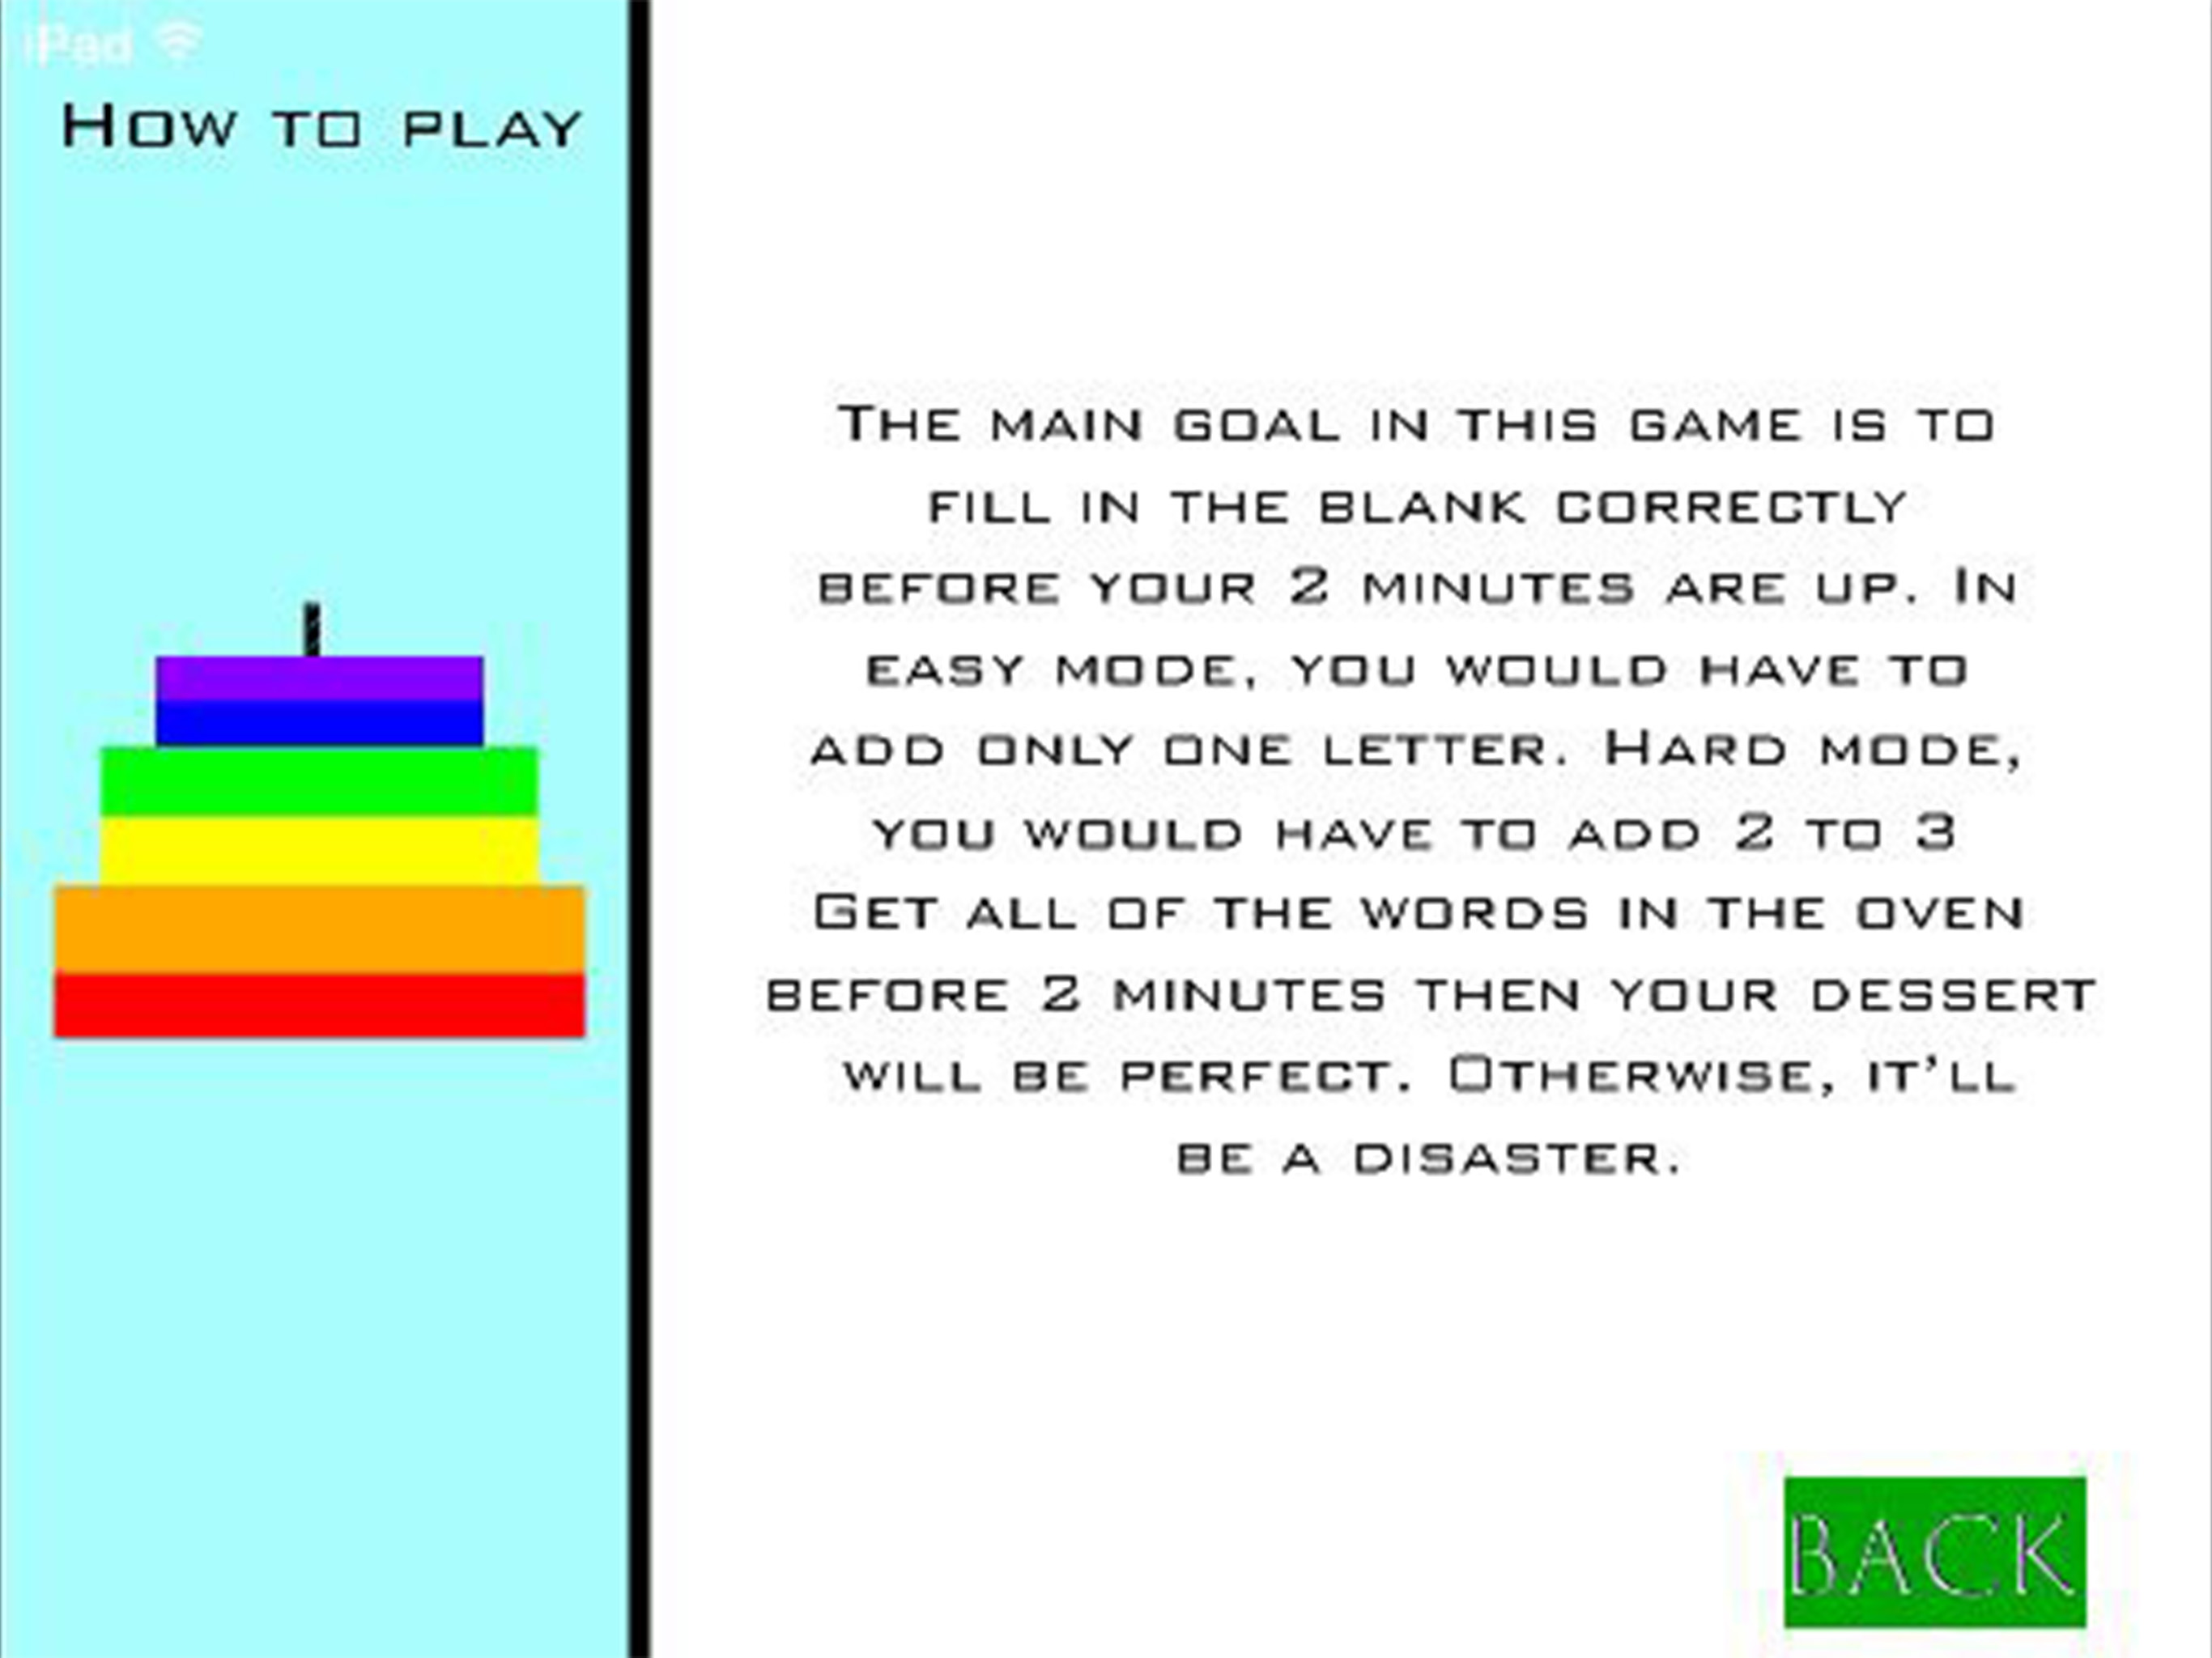 iPad
How to play
The main goal in this game is to
fill in the blank correctly
before your 2 minutes are up. In
easy mode, you would have to
add only one letter. Hard mode,
you would have to add 2 to 3
Get all of the words in the oven
before 2 minutes then your dessert
will be perfect. Otherwise, it’ll
be a disaster.
BACK